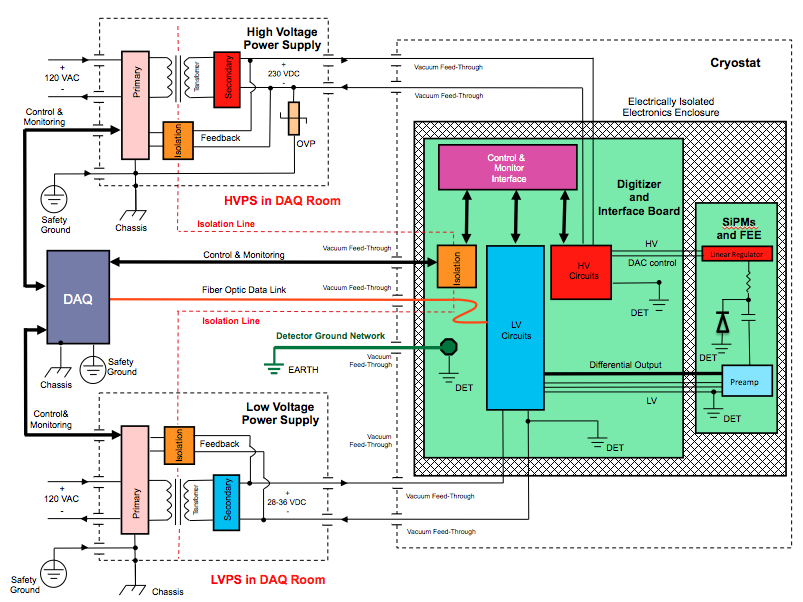 High Voltage
Power Supply
+
120 VAC
-
Primary
Transformer
Secondary
+
230 VDC
-
Vacuum Feed-Through
Vacuum Feed-Through
Cryostat
Control &
Monitoring
Isolation
Feedback
OVP
Electrically Isolated
Electronics Enclosure
Safety
Ground
Chassis
HVPS in DAQ Room
Isolation Line
Control &
Monitor
Interface
Digitizer
and
Interface Board
SiPMs
and FEE
Control & Monitoring
Vacuum Feed-Through
Isolation
HV
Circuits
HV
DAC control
Linear Regulator
DAQ
Fiber Optic Data Link
Vacuum Feed-Through
Isolation Line
DET
LV
Circuits
Detector Ground Network
EARTH
Vacuum
Feed-Through
DET
DET
Differential Output
LV
Preamp
DET
Chassis
Safety
Ground
Control&
Monitoring
Low Voltage
Power Supply
Isolation
Feedback
Vacuum
Feed-Through
DET
+
120 VAC
-
Primary
Transformer
Secondary
+
28-36 VDC
-
Vacuum Feed-Through
Vacuum Feed-Through
Safety
Ground
Chassis
LVPS in DAQ Room